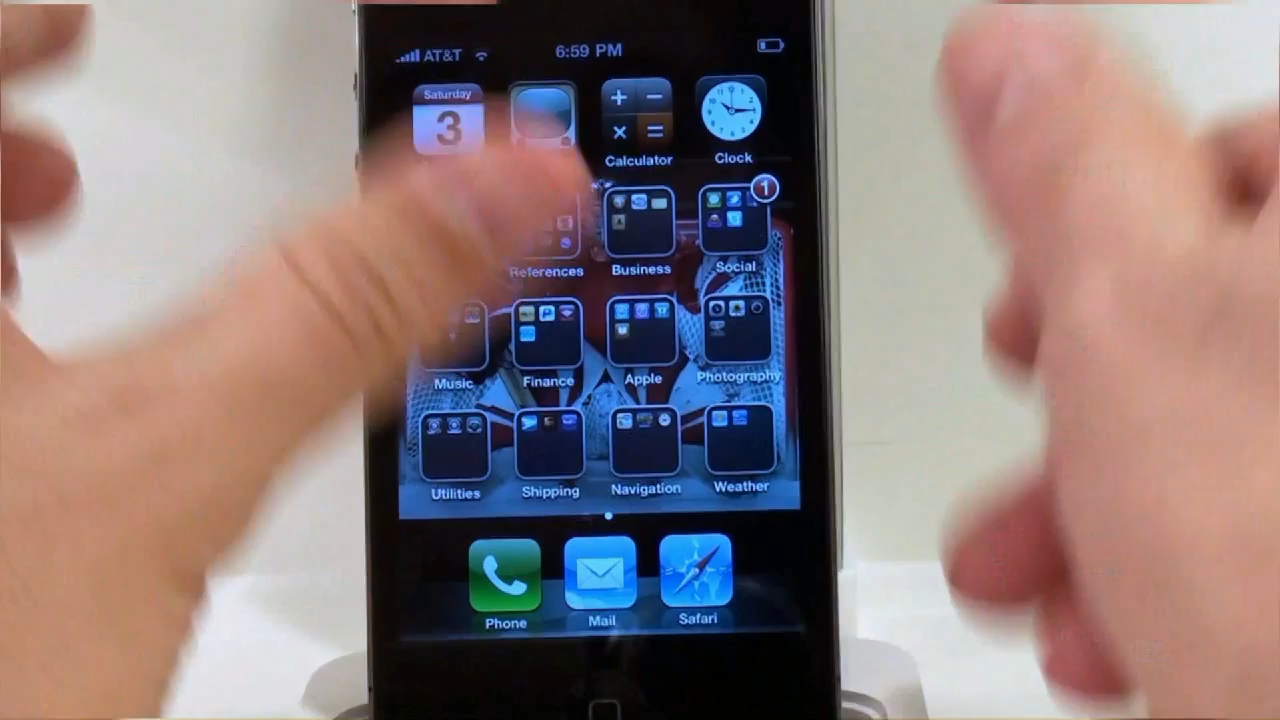 AT&T 6:59 PM
Saturday
3
Calculator Clock
1
References Business Social
Music Finance Apple Photography
Utilities Shipping Navigation Weather
Phone Mail Safari